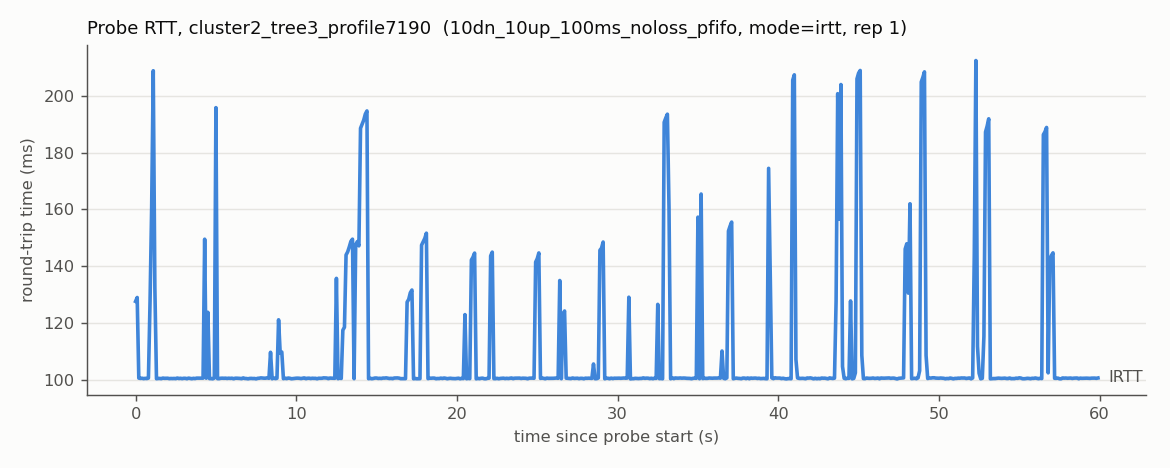 Probe RTT, cluster2_tree3_profile7190  (10dn_10up_100ms_noloss_pfifo, mode=irtt, rep 1)
round-trip time (ms)
200
180
160
140
120
100
IRTT
0 10 20 30 40 50 60
time since probe start (s)